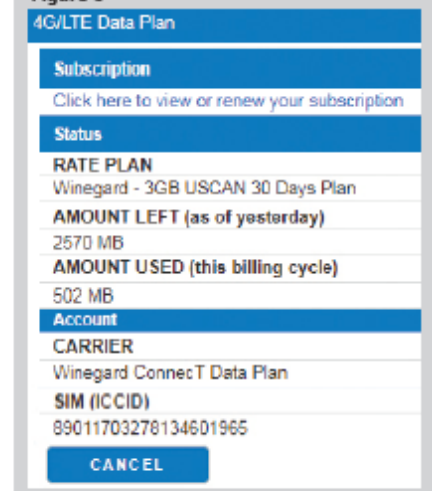 4G/LTE Data Plan
Subscription
Click here to view or renew your subscription
Status
RATE PLAN
Winegard - 3GB USCAN 30 Days Plan
AMOUNT LEFT (as of yesterday)
2570 MB
AMOUNT USED (this billing cycle)
502 MB
Account
CARRIER
Winegard ConnecT Data Plan
SIM (ICCID)
89011703278134601965
CANCEL